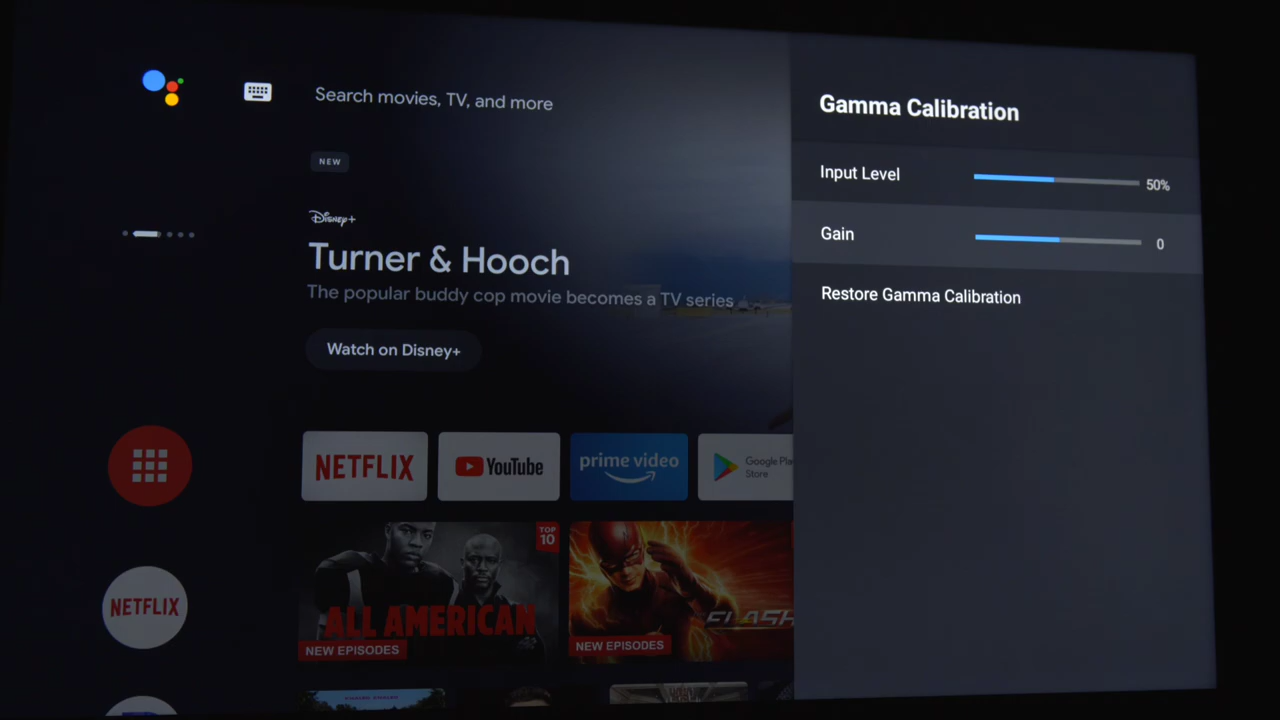 Search movies, TV, and more
NEW
Disney+
Turner & Hooch
The popular buddy cop movie becomes a TV series
Watch on Disney+
NETFLIX
YouTube
prime video
Google Play
Store
TOP
10
ALL AMERICAN
NEW EPISODES
FLASH
NEW EPISODES
NETFLIX
Gamma Calibration
Input Level
50%
Gain
0
Restore Gamma Calibration